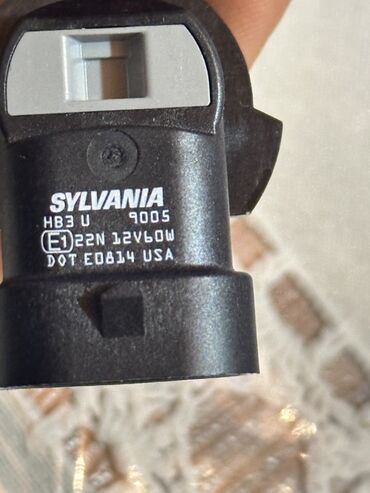 SYLVANIA
HB3 U 9005
E1 22N 12V60W
DOT E0814 USA